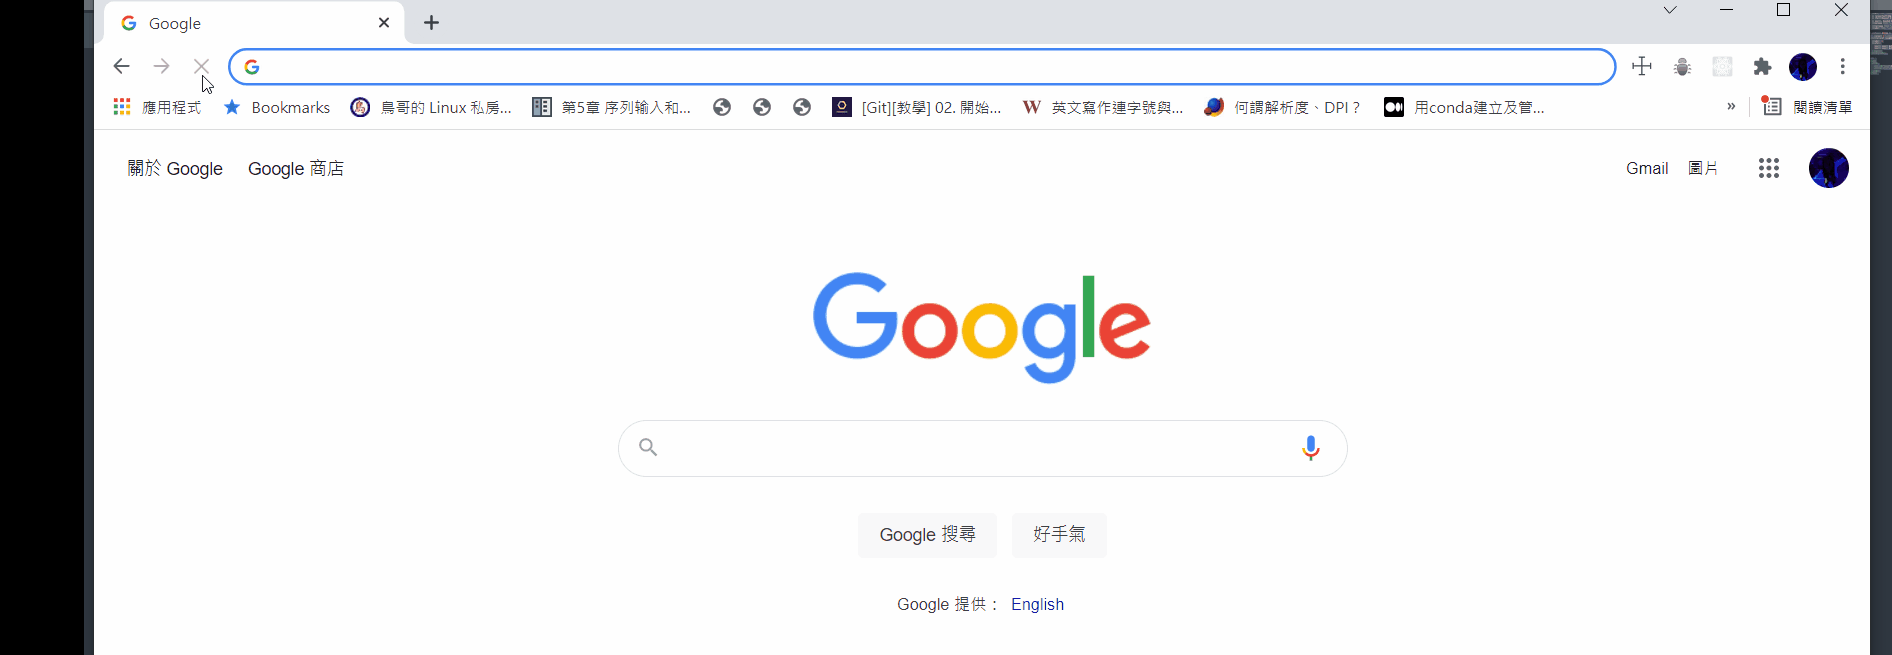 Google
應用程式 Bookmarks 鳥哥的 Linux 私房... 第5章 序列输入和... [Git][教學] 02. 開始... W 英文寫作連字號與... 何謂解析度、DPI？ 用conda建立及管... » 閱讀清單
關於 Google Google 商店 Gmail 圖片
Google
Google 搜尋 好手氣
Google 提供： English